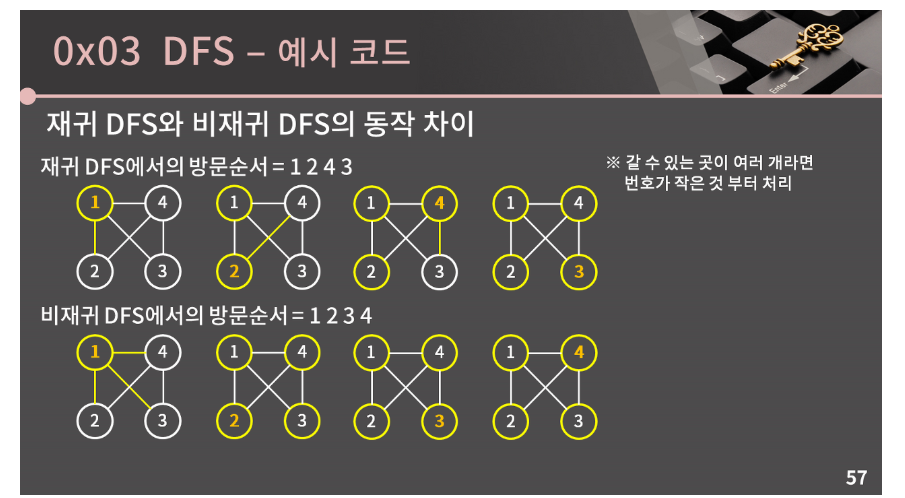 0x03 DFS – 예시 코드
Enter
재귀 DFS와 비재귀 DFS의 동작 차이
재귀 DFS에서의 방문순서 = 1 2 4 3
※ 갈 수 있는 곳이 여러 개라면
번호가 작은 것 부터 처리
1 4 1 4 1 4 1 4
2 3 2 3 2 3 2 3
비재귀 DFS에서의 방문순서 = 1 2 3 4
1 4 1 4 1 4 1 4
2 3 2 3 2 3 2 3
57